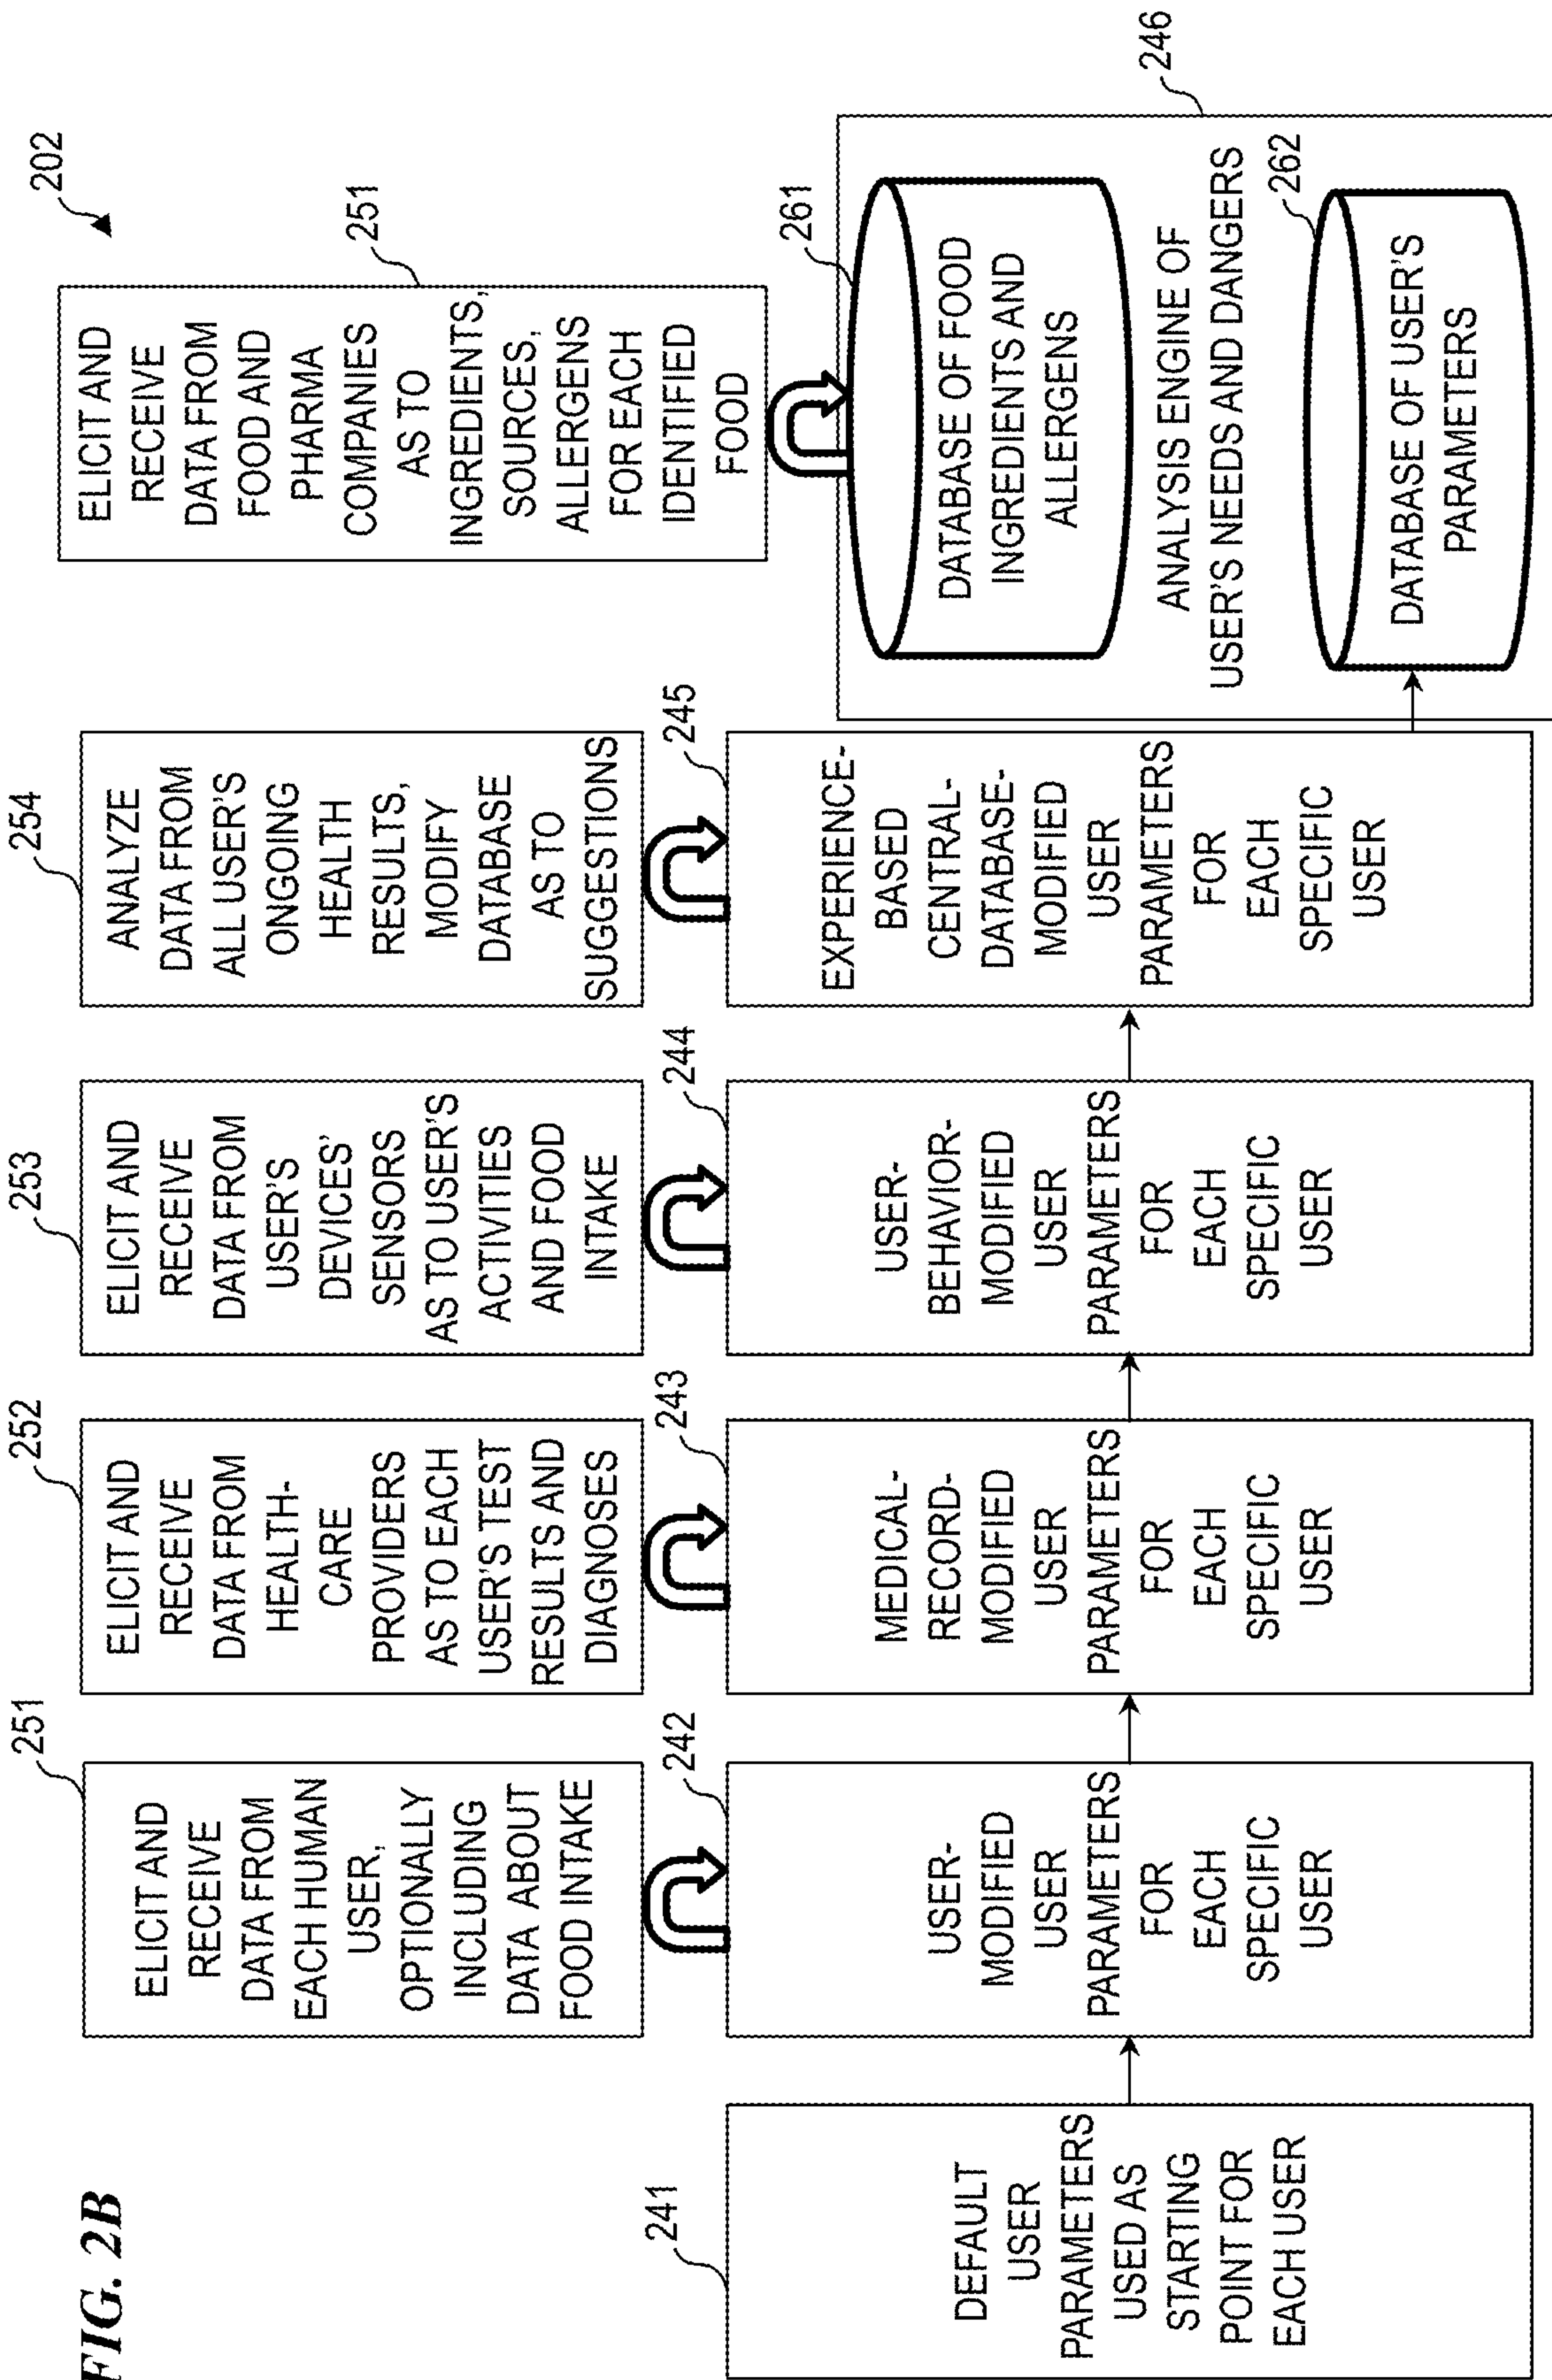 FIG. 2B
202
251
ELICIT AND
RECEIVE
DATA FROM
EACH HUMAN
USER,
OPTIONALLY
INCLUDING
DATA ABOUT
FOOD INTAKE
252
ELICIT AND
RECEIVE
DATA FROM
HEALTH-
CARE
PROVIDERS
AS TO EACH
USER'S TEST
RESULTS AND
DIAGNOSES
253
ELICIT AND
RECEIVE
DATA FROM
USER'S
DEVICES'
SENSORS
AS TO USER'S
ACTIVITIES
AND FOOD
INTAKE
254
ANALYZE
DATA FROM
ALL USER'S
ONGOING
HEALTH
RESULTS,
MODIFY
DATABASE
AS TO
SUGGESTIONS
251
ELICIT AND
RECEIVE
DATA FROM
FOOD AND
PHARMA
COMPANIES
AS TO
INGREDIENTS,
SOURCES,
ALLERGENS
FOR EACH
IDENTIFIED
FOOD
241
DEFAULT
USER
PARAMETERS
USED AS
STARTING
POINT FOR
EACH USER
242
USER-
MODIFIED
USER
PARAMETERS
FOR
EACH
SPECIFIC
USER
243
MEDICAL-
RECORD-
MODIFIED
USER
PARAMETERS
FOR
EACH
SPECIFIC
USER
244
USER-
BEHAVIOR-
MODIFIED
USER
PARAMETERS
FOR
EACH
SPECIFIC
USER
245
EXPERIENCE-
BASED
CENTRAL-
DATABASE-
MODIFIED
USER
PARAMETERS
FOR
EACH
SPECIFIC
USER
261
DATABASE OF FOOD
INGREDIENTS AND
ALLERGENS
246
ANALYSIS ENGINE OF
USER'S NEEDS AND DANGERS
262
DATABASE OF USER'S
PARAMETERS